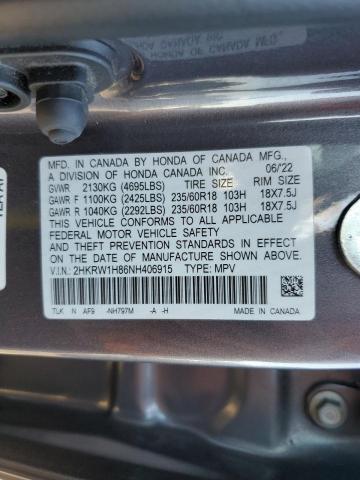 MFD. IN CANADA BY HONDA OF CANADA MFG.,
A DIVISION OF HONDA CANADA INC. 06/22
GVWR 2130KG (4695LBS) TIRE SIZE RIM SIZE
GAWR F 1100KG (2425LBS) 235/60R18 103H 18X7.5J
GAWR R 1040KG (2292LBS) 235/60R18 103H 18X7.5J
THIS VEHICLE CONFORMS TO ALL APPLICABLE
FEDERAL MOTOR VEHICLE SAFETY
AND THEFT PREVENTION STANDARDS IN EFFECT
ON THE DATE OF MANUFACTURE SHOWN ABOVE.
V.I.N.: 2HKRW1H86NH406915 TYPE: MPV
TLK N AF9 -NH797M -A -H MADE IN CANADA